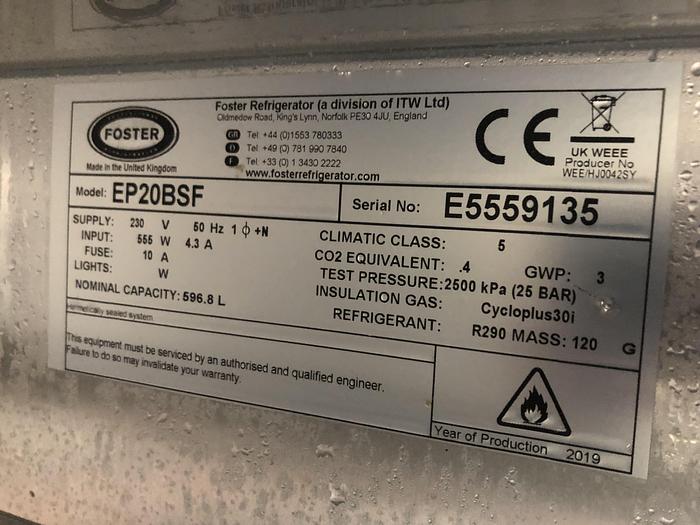 FOSTER
Made in the United Kingdom
Foster Refrigerator (a division of ITW Ltd)
Oldmedow Road, King's Lynn, Norfolk PE30 4JU, England
GB Tel: +44 (0)1553 780333
D Tel: +49 (0) 781 990 7840
F Tel: +33 (0) 1 3430 2222
www.fosterrefrigerator.com
CE
UK WEEE
Producer No
WEE/HJ0042SY
Model: EP20BSF
Serial No: E5559135
SUPPLY: 230 V 50 Hz 1 ϕ +N
INPUT: 555 W 4.3 A
FUSE: 10 A
LIGHTS: W
NOMINAL CAPACITY: 596.8 L
CLIMATIC CLASS: 5
CO2 EQUIVALENT: .4 GWP: 3
TEST PRESSURE: 2500 kPa (25 BAR)
INSULATION GAS: Cycloplus30i
REFRIGERANT: R290 MASS: 120 G
Hermetically sealed system
This equipment must be serviced by an authorised and qualified engineer.
Failure to do so may invalidate your warranty.
Year of Production 2019